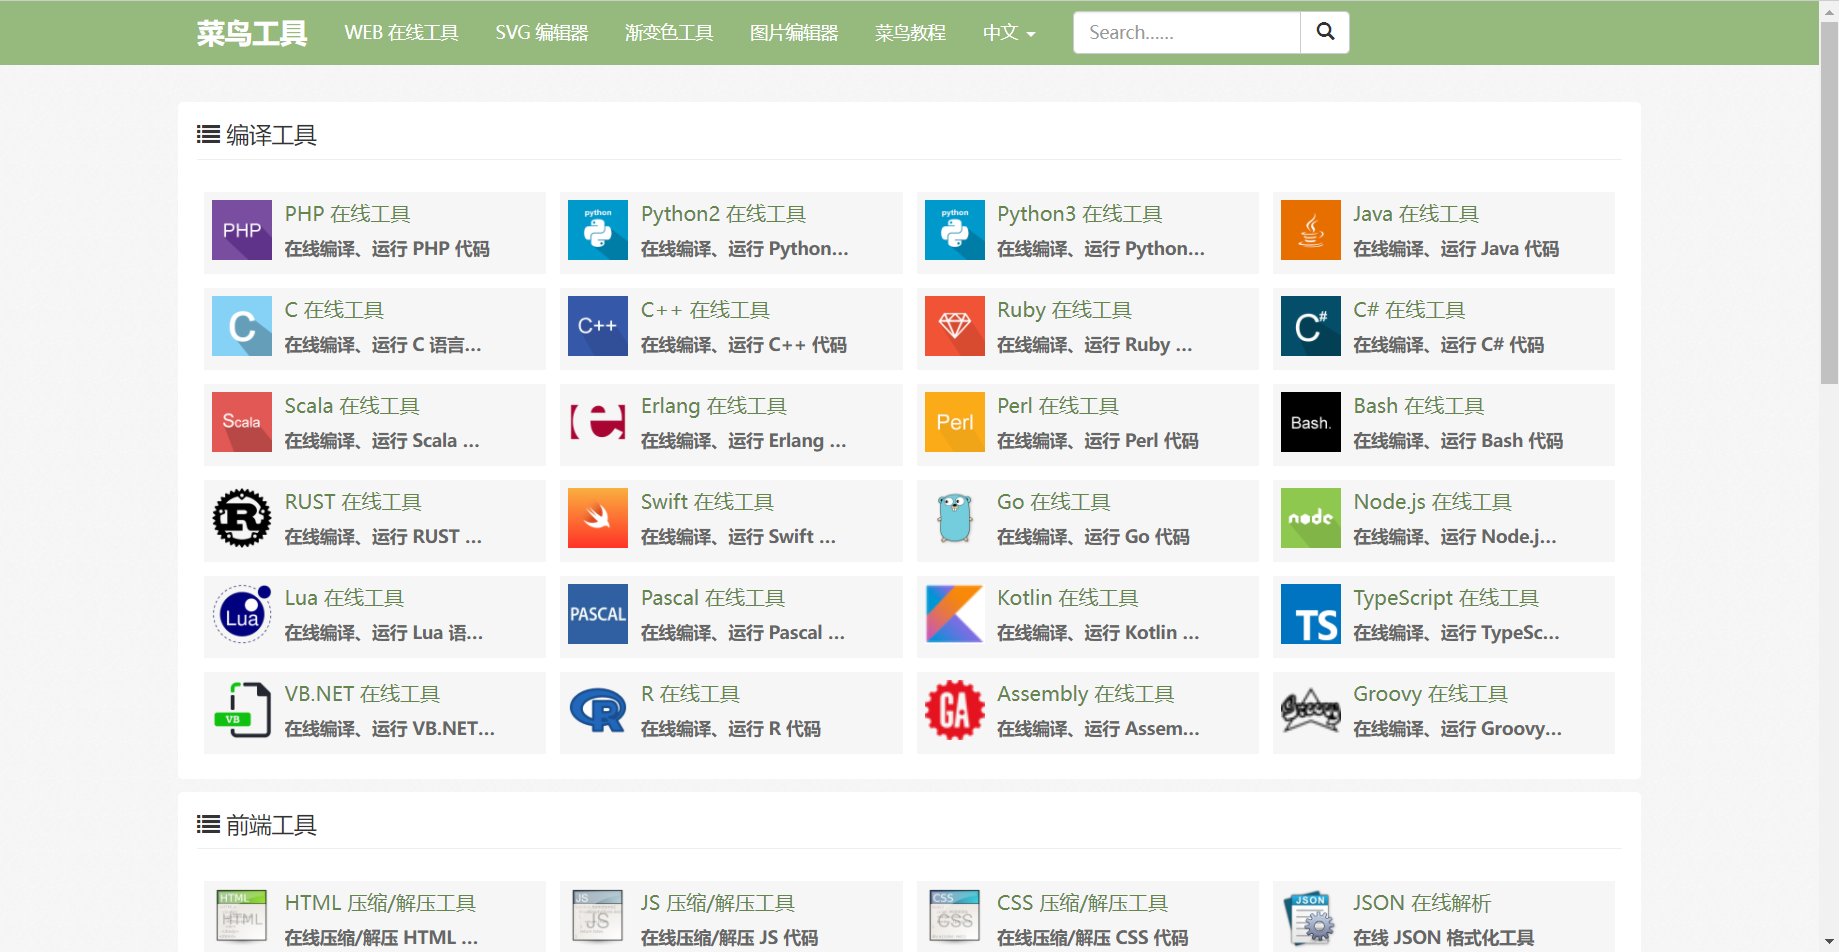 菜鸟工具 WEB 在线工具 SVG 编辑器 渐变色工具 图片编辑器 菜鸟教程 中文 Search......
编译工具
PHP PHP 在线工具
在线编译、运行 PHP 代码
python Python2 在线工具
在线编译、运行 Python...
python Python3 在线工具
在线编译、运行 Python...
Java 在线工具
在线编译、运行 Java 代码
C C 在线工具
在线编译、运行 C 语言...
C++ C++ 在线工具
在线编译、运行 C++ 代码
Ruby 在线工具
在线编译、运行 Ruby ...
C# C# 在线工具
在线编译、运行 C# 代码
Scala Scala 在线工具
在线编译、运行 Scala ...
e Erlang 在线工具
在线编译、运行 Erlang ...
Perl Perl 在线工具
在线编译、运行 Perl 代码
Bash. Bash 在线工具
在线编译、运行 Bash 代码
R RUST 在线工具
在线编译、运行 RUST ...
Swift 在线工具
在线编译、运行 Swift ...
Go 在线工具
在线编译、运行 Go 代码
node Node.js 在线工具
在线编译、运行 Node.j...
Lua Lua 在线工具
在线编译、运行 Lua 语...
PASCAL Pascal 在线工具
在线编译、运行 Pascal ...
Kotlin 在线工具
在线编译、运行 Kotlin ...
TS TypeScript 在线工具
在线编译、运行 TypeSc...
VB VB.NET 在线工具
在线编译、运行 VB.NET...
R R 在线工具
在线编译、运行 R 代码
GA Assembly 在线工具
在线编译、运行 Assem...
Groovy Groovy 在线工具
在线编译、运行 Groovy...
前端工具
HTML HTML HTML 压缩/解压工具
在线压缩/解压 HTML ...
JS JS JS 压缩/解压工具
在线压缩/解压 JS 代码
CSS CSS CSS 压缩/解压工具
在线压缩/解压 CSS 代码
JSON JSON 在线解析
在线 JSON 格式化工具